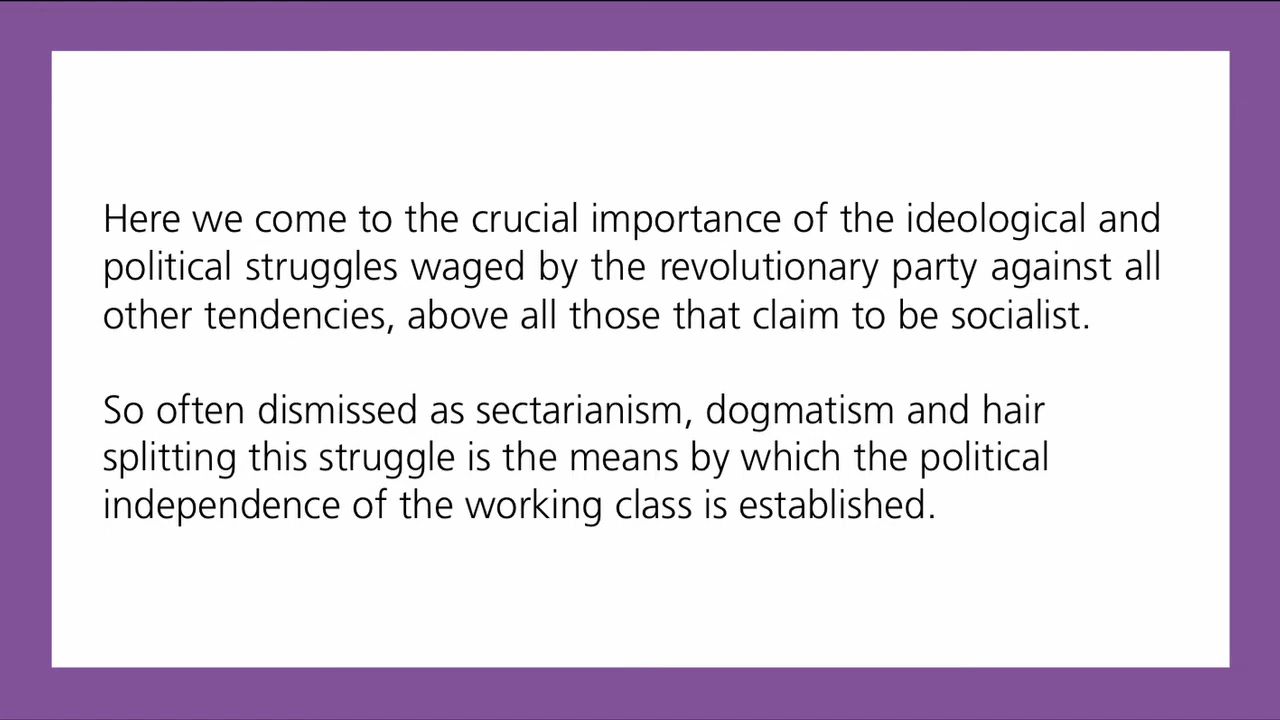 Here we come to the crucial importance of the ideological and
political struggles waged by the revolutionary party against all
other tendencies, above all those that claim to be socialist.
So often dismissed as sectarianism, dogmatism and hair
splitting this struggle is the means by which the political
independence of the working class is established.